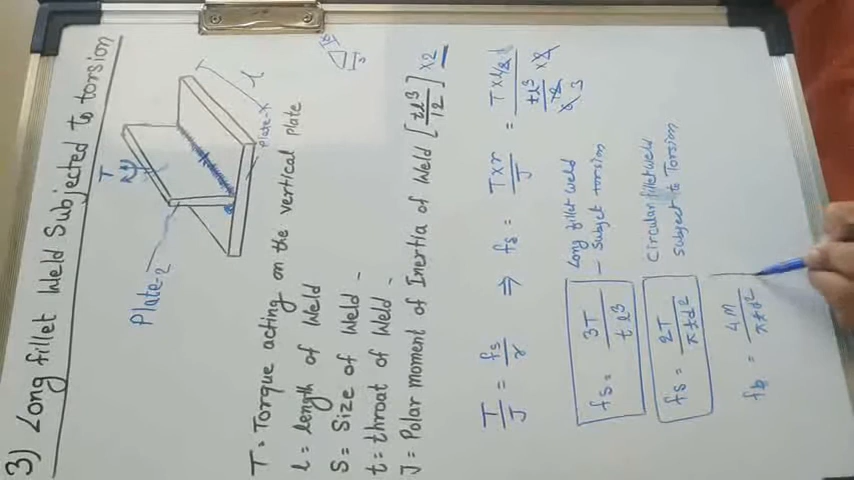 3) Long fillet Weld Subjected to torsion
T
l
Plate-1
Plate-2
t
s
T = Torque acting on the vertical plate
l = length of Weld
S = Size of Weld
t = throat of Weld
J = Polar moment of Inertia of Weld [tl³/12] × 2
T/J = fs/r ⇒ fs = T×r/J =
fs = 3T/tl³
Long fillet weld
- Subject torsion
fs = 2T/πtd²
Circular fillet weld
Subject to Torsion
fb = 4M/πtd²